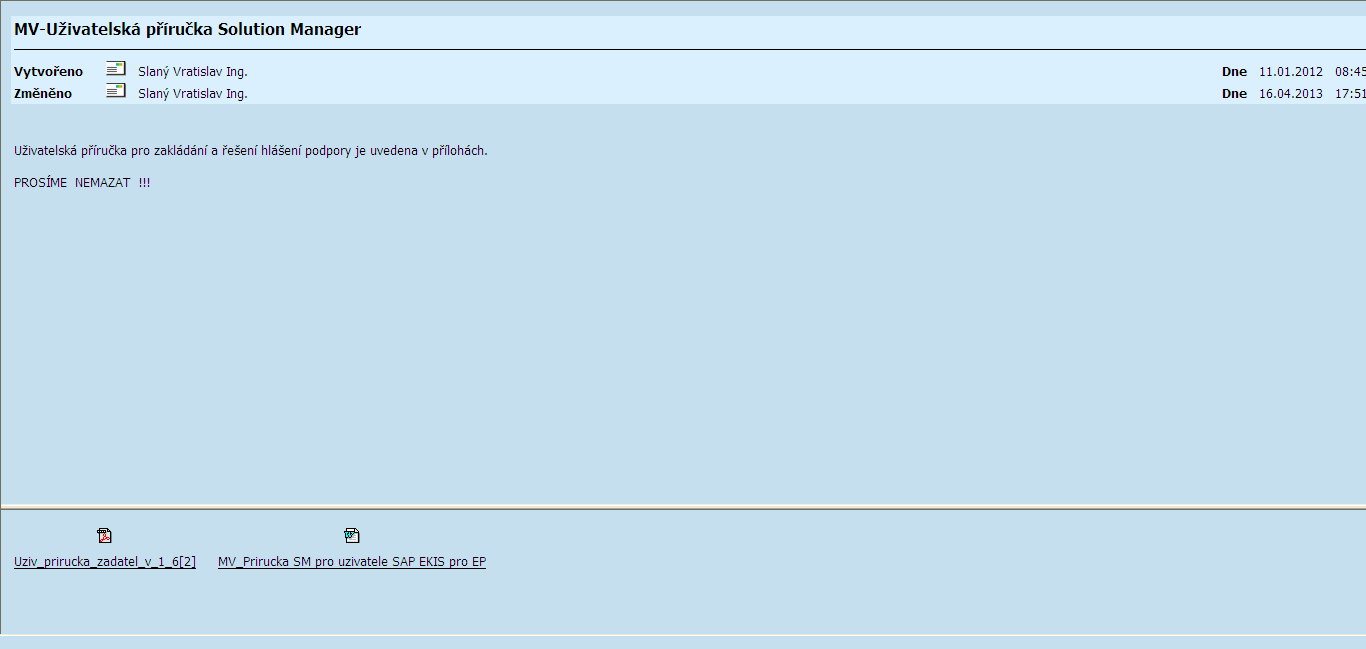 MV-Uživatelská příručka Solution Manager
Vytvořeno Slaný Vratislav Ing. Dne 11.01.2012 08:45
Změněno Slaný Vratislav Ing. Dne 16.04.2013 17:51
Uživatelská příručka pro zakládání a řešení hlášení podpory je uvedena v přílohách.
PROSÍME NEMAZAT !!!
Uziv_prirucka_zadatel_v_1_6[2] MV_Prirucka SM pro uzivatele SAP EKIS pro EP